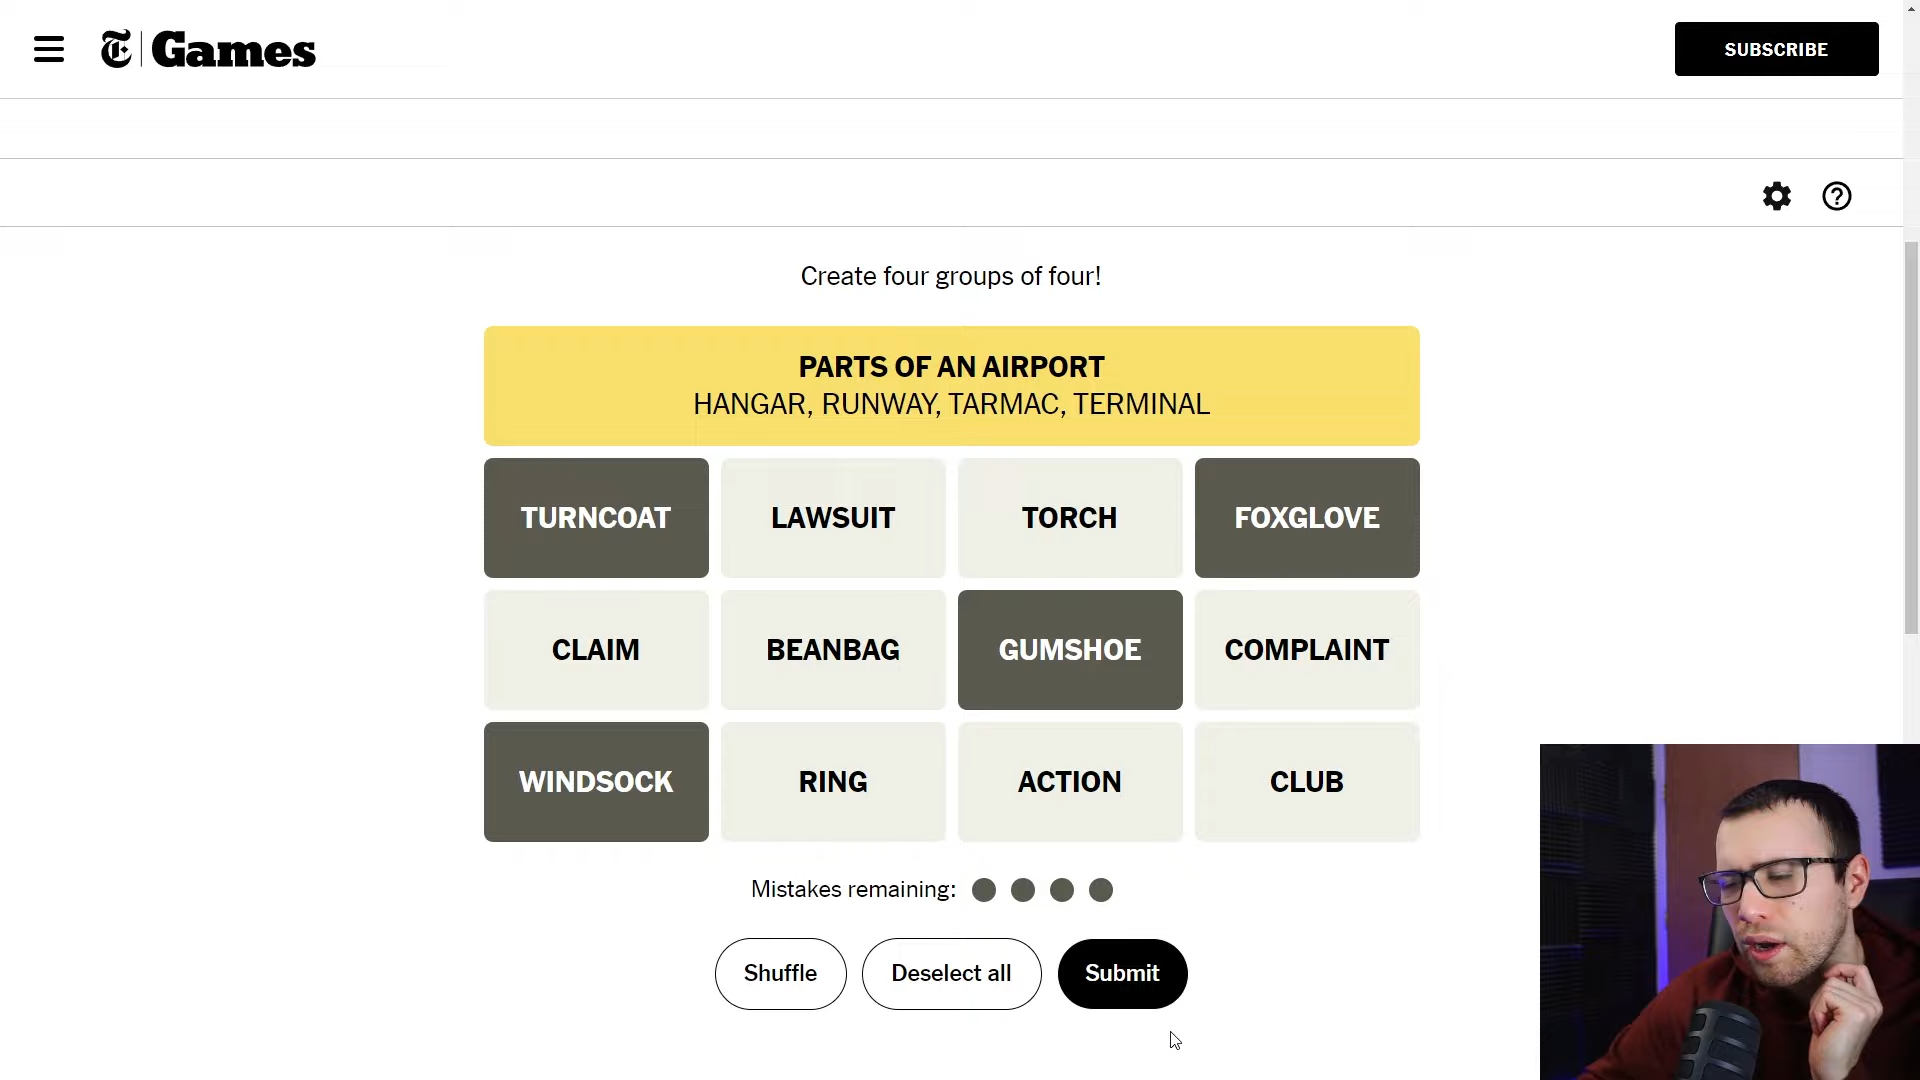 T Games
SUBSCRIBE
Create four groups of four!
PARTS OF AN AIRPORT
HANGAR, RUNWAY, TARMAC, TERMINAL
TURNCOAT LAWSUIT TORCH FOXGLOVE
CLAIM BEANBAG GUMSHOE COMPLAINT
WINDSOCK RING ACTION CLUB
Mistakes remaining:
Shuffle Deselect all Submit